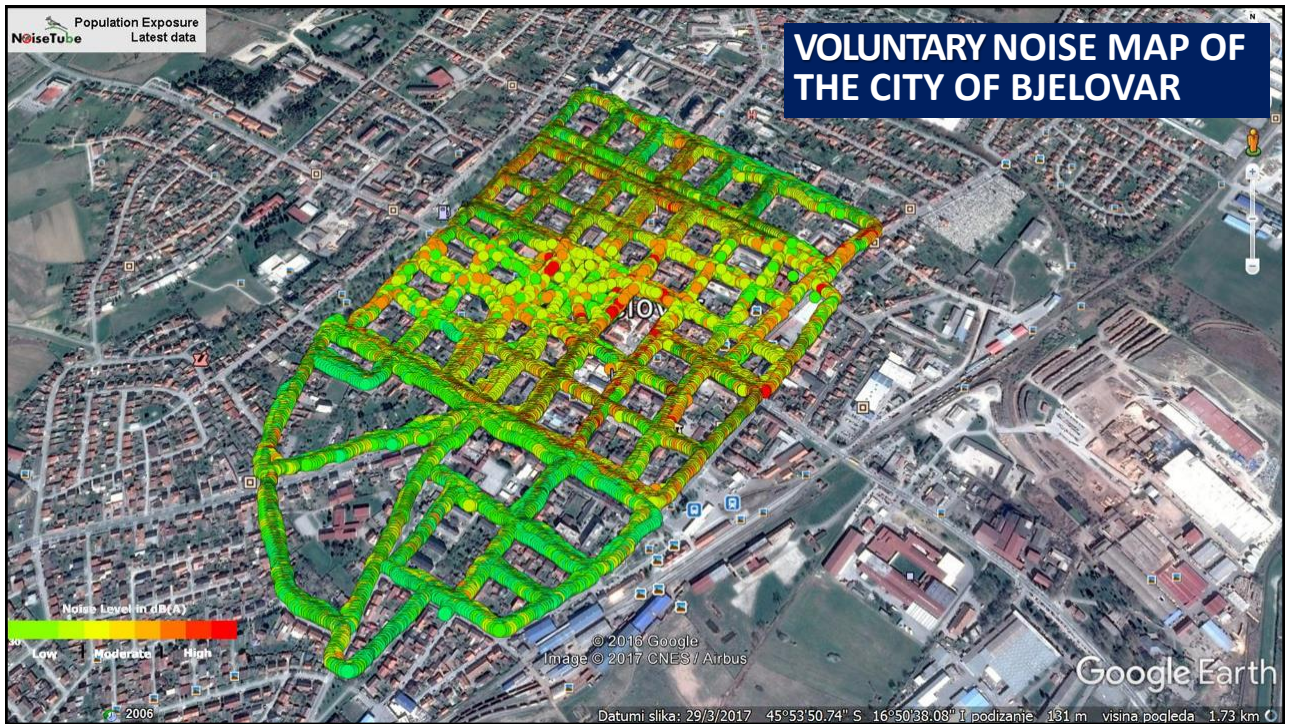 Population Exposure
NoiseTube Latest data
VOLUNTARY NOISE MAP OF
THE CITY OF BJELOVAR
N
Noise Level in dB(A)
Low Moderate High
2006
© 2016 Google
Image © 2017 CNES / Airbus
Google Earth
Datumi slika: 29/3/2017 45°53'50.74" S 16°50'38.08" I podizanje 131 m visina pogleda 1.73 km